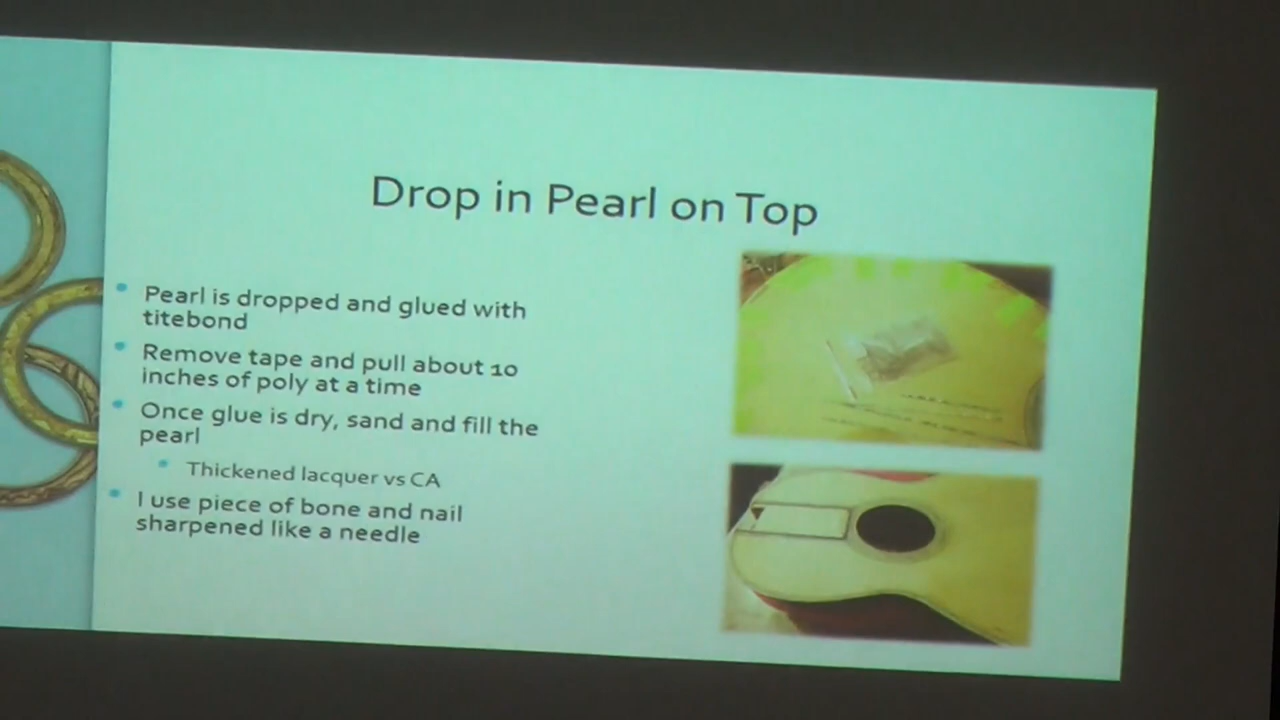 Drop in Pearl on Top
Pearl is dropped and glued with
titebond
Remove tape and pull about 10
inches of poly at a time
Once glue is dry, sand and fill the
pearl
Thickened lacquer vs CA
I use piece of bone and nail
sharpened like a needle